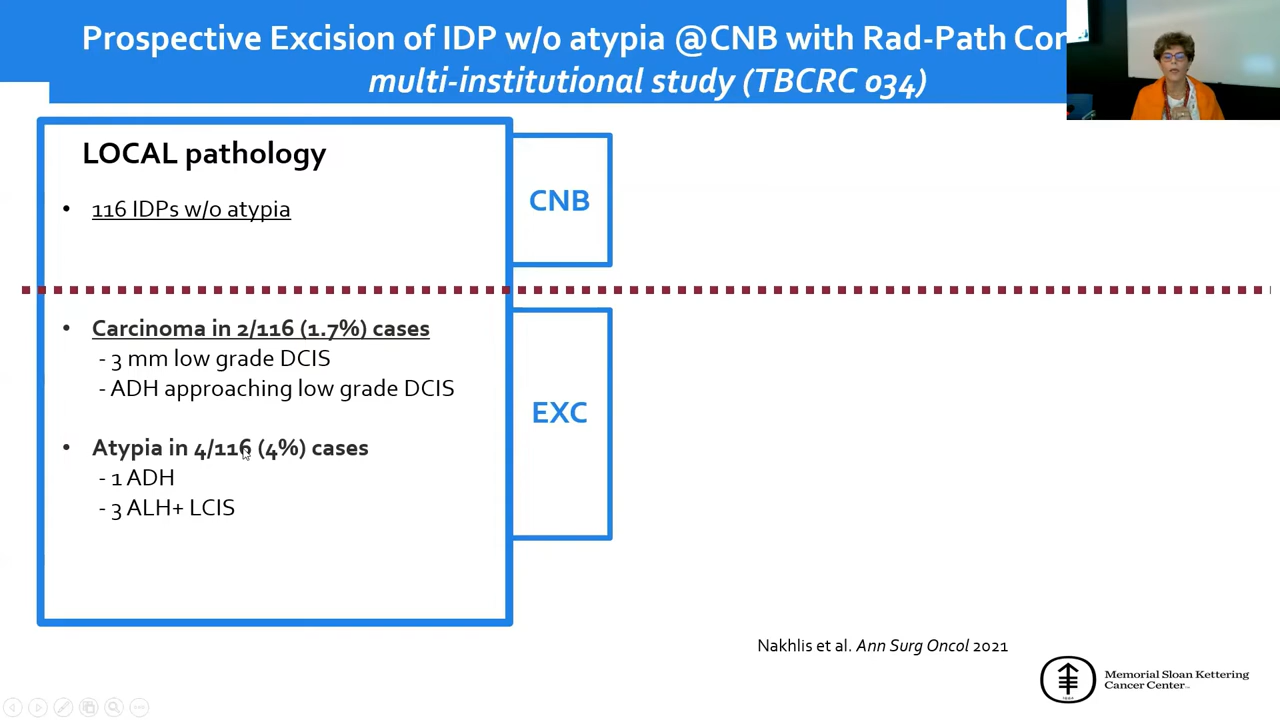 Prospective Excision of IDP w/o atypia @CNB with Rad-Path
multi-institutional study (TBCRC 034)
LOCAL pathology
• 116 IDPs w/o atypia
CNB
• Carcinoma in 2/116 (1.7%) cases
- 3 mm low grade DCIS
- ADH approaching low grade DCIS
EXC
• Atypia in 4/116 (4%) cases
- 1 ADH
- 3 ALH+ LCIS
Nakhlis et al. Ann Surg Oncol 2021
Memorial Sloan Kettering
Cancer Center